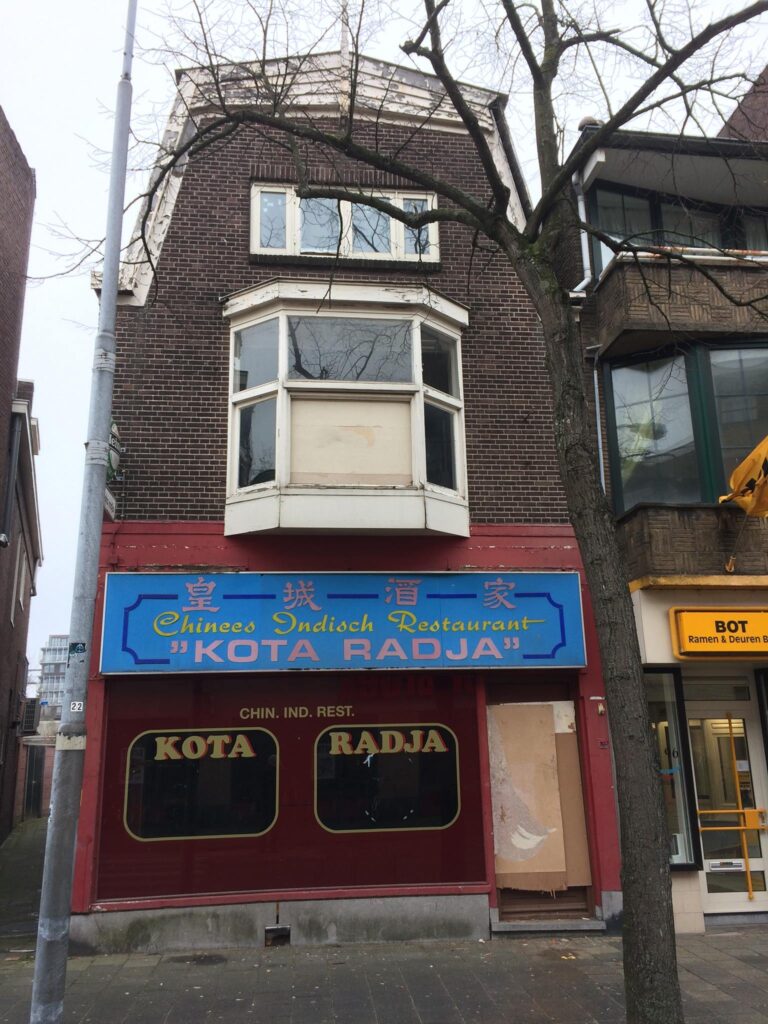 皇城酒家
Chinees Indisch Restaurant
"KOTA RADJA"
CHIN. IND. REST.
KOTA RADJA
22
BOT
Ramen & Deuren B